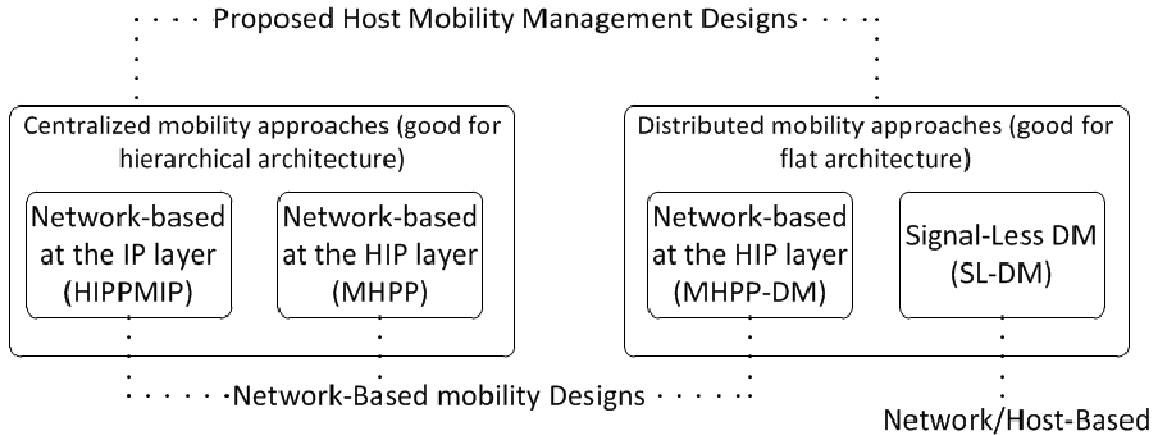 Proposed Host Mobility Management Designs
Centralized mobility approaches (good for
hierarchical architecture)
Network-based
at the IP layer
(HIPPMIP)
Network-based
at the HIP layer
(MHPP)
Distributed mobility approaches (good for
flat architecture)
Network-based
at the HIP layer
(MHPP-DM)
Signal-Less DM
(SL-DM)
Network-Based mobility Designs
Network/Host-Based